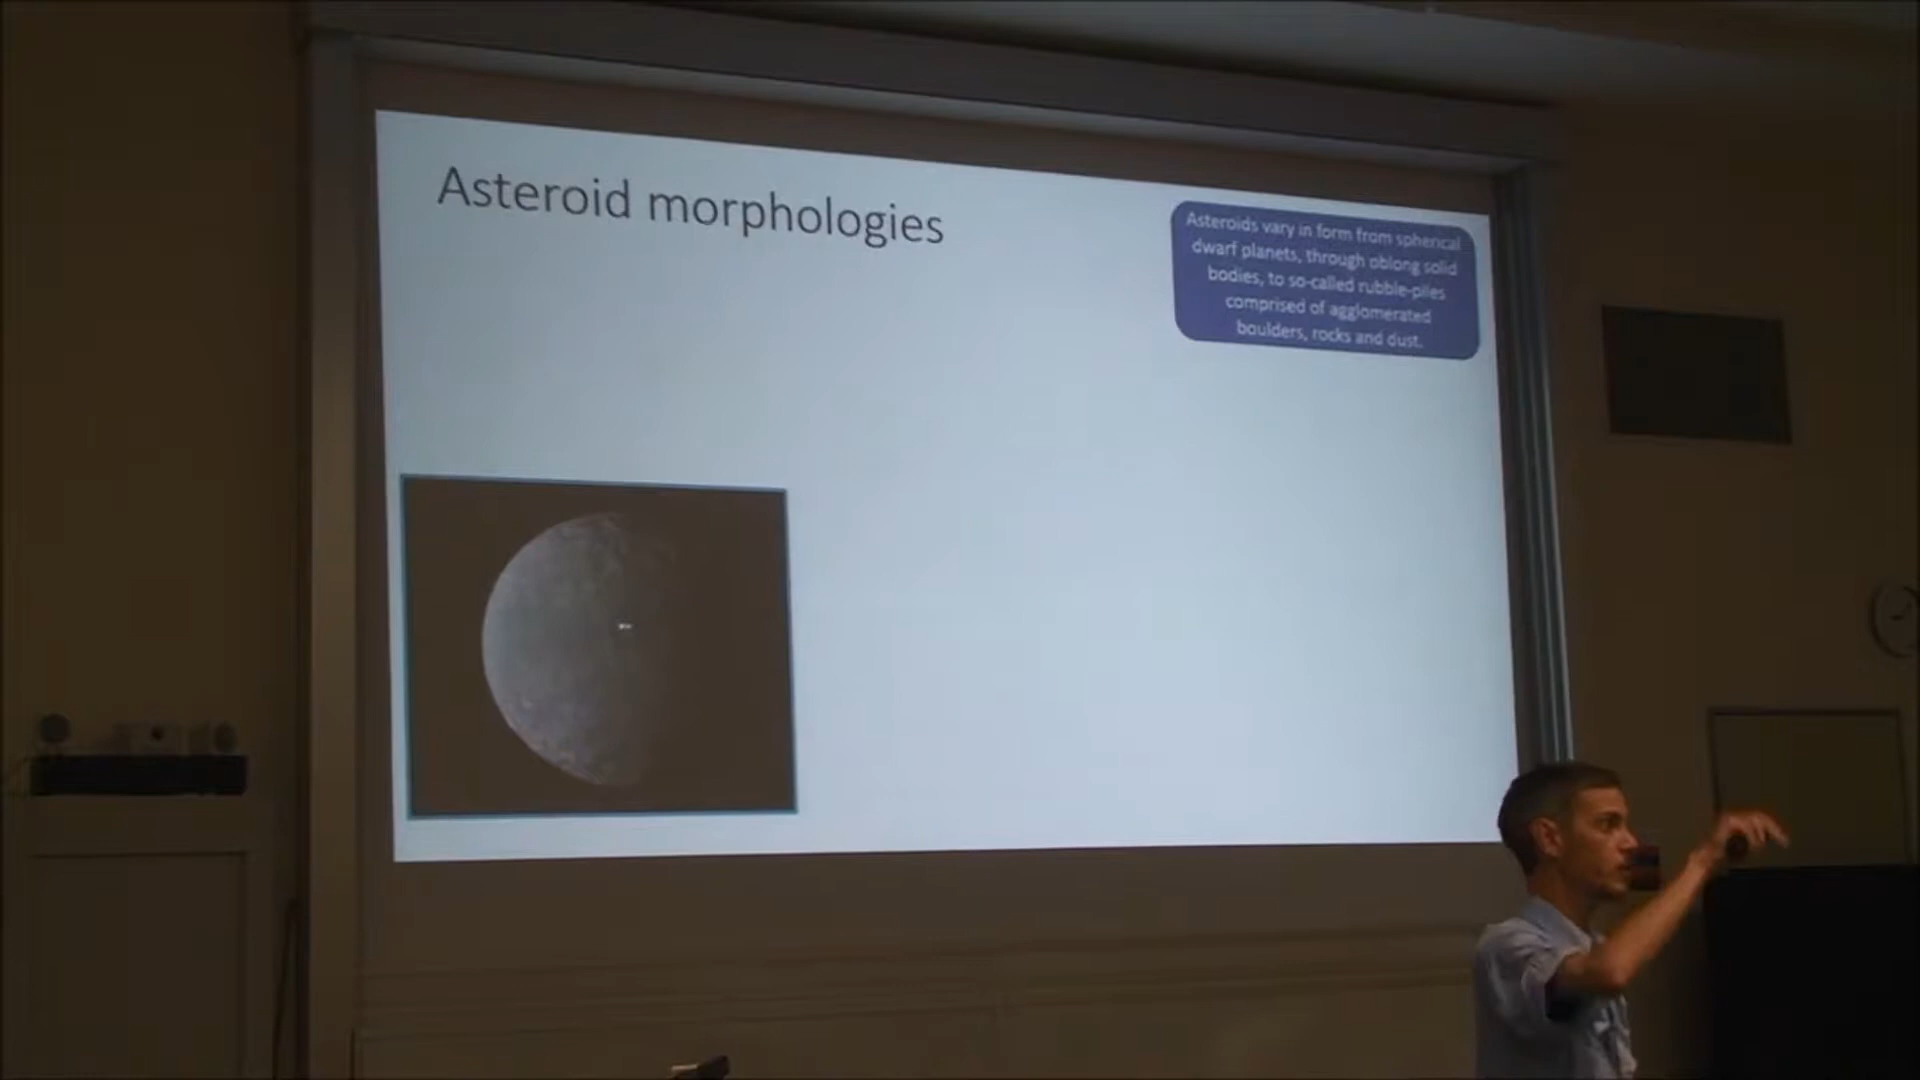 Asteroid morphologies
Asteroids vary in form from spherical
dwarf planets, through oblong solid
bodies, to so-called rubble-piles
comprised of agglomerated
boulders, rocks and dust.